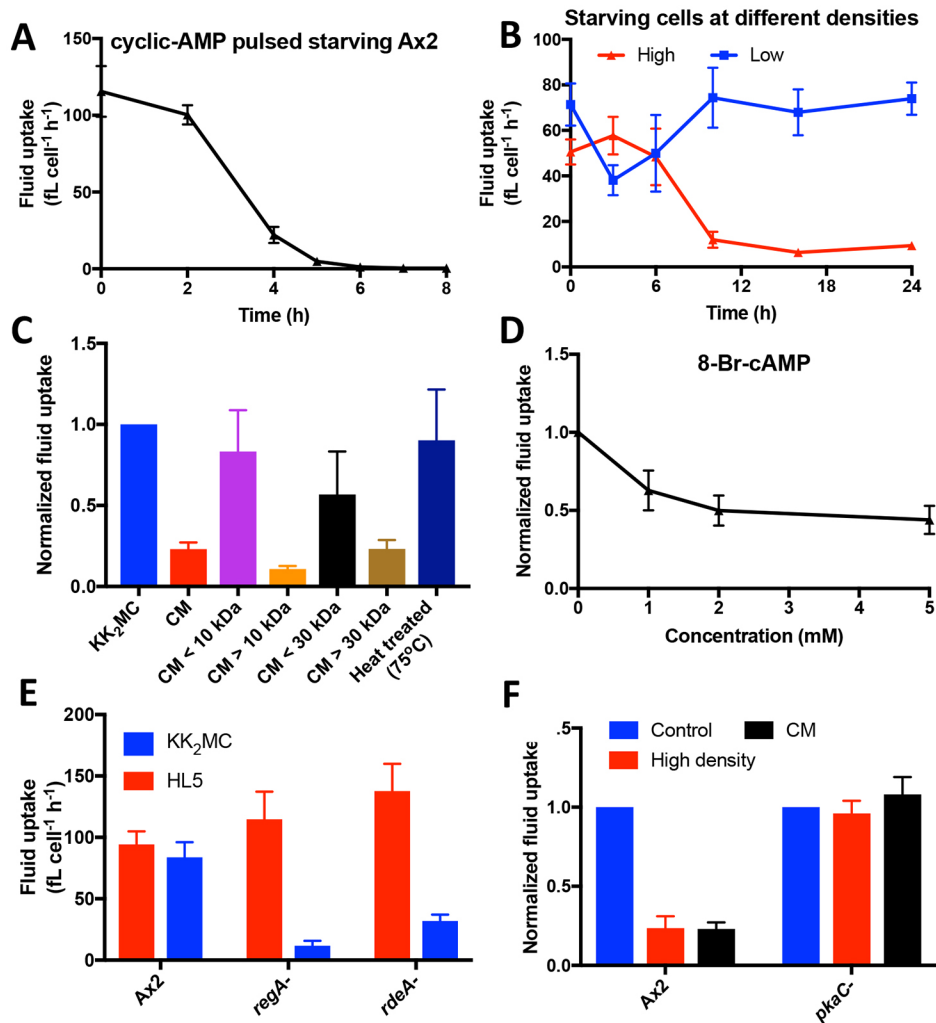 A
cyclic-AMP pulsed starving Ax2
Fluid uptake
(fL cell-1 h-1)
150
100
50
0
0 2 4 6 8
Time (h)
B
Starving cells at different densities
High Low
Fluid uptake
(fL cell-1 h-1)
100
80
60
40
20
0
0 6 12 18 24
Time (h)
C
Normalized fluid uptake
1.5
1.0
0.5
0.0
KK2MC
CM
CM < 10 kDa
CM > 10 kDa
CM < 30 kDa
CM > 30 kDa
Heat treated
(75ºC)
D
8-Br-cAMP
Normalized fluid uptake
1.5
1.0
0.5
0.0
0 1 2 3 4 5
Concentration (mM)
E
KK2MC
HL5
Fluid uptake
(fL cell-1 h-1)
200
150
100
50
0
Ax2
regA-
rdeA-
F
Control CM
High density
Normalized fluid uptake
.5
1.0
0.5
0.0
Ax2
pkaC-